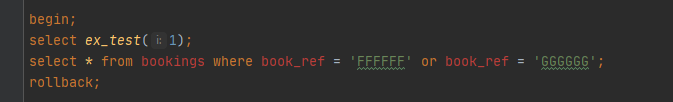 begin;
select ex_test(i: 1);
select * from bookings where book_ref = 'FFFFFF' or book_ref = 'GGGGGG';
rollback;